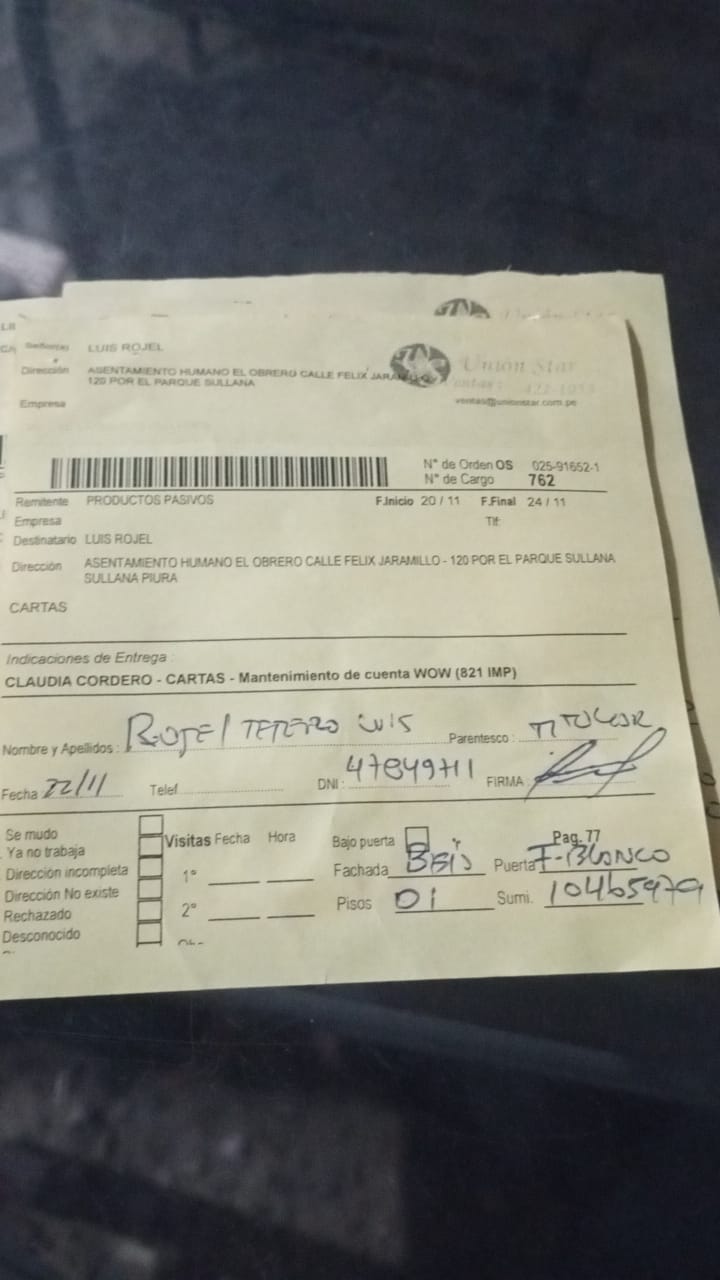 Señor(es) LUIS ROJEL
Dirección ASENTAMIENTO HUMANO EL OBRERO CALLE FELIX JARAMILLO
120 POR EL PARQUE SULLANA
Empresa
Union Star
ventas@unionstar.com.pe
N° de Orden OS 025-91652-1
N° de Cargo 762
Remitente PRODUCTOS PASIVOS F.Inicio 20 / 11 F.Final 24 / 11
Empresa Tlf:
Destinatario LUIS ROJEL
Dirección ASENTAMIENTO HUMANO EL OBRERO CALLE FELIX JARAMILLO - 120 POR EL PARQUE SULLANA
SULLANA PIURA
CARTAS
Indicaciones de Entrega :
CLAUDIA CORDERO - CARTAS - Mantenimiento de cuenta WOW (821 IMP)
Nombre y Apellidos : Rojel Luis Parentesco : TITULAR
Fecha 22/11 Telef. DNI : 47849711 FIRMA
Se mudo
Ya no trabaja
Dirección incompleta
Dirección No existe
Rechazado
Desconocido
Visitas Fecha Hora
1°
2°
Bajo puerta Pag. 77
Fachada Puerta F-BLANCO
Pisos 01 Sumi. 10465979